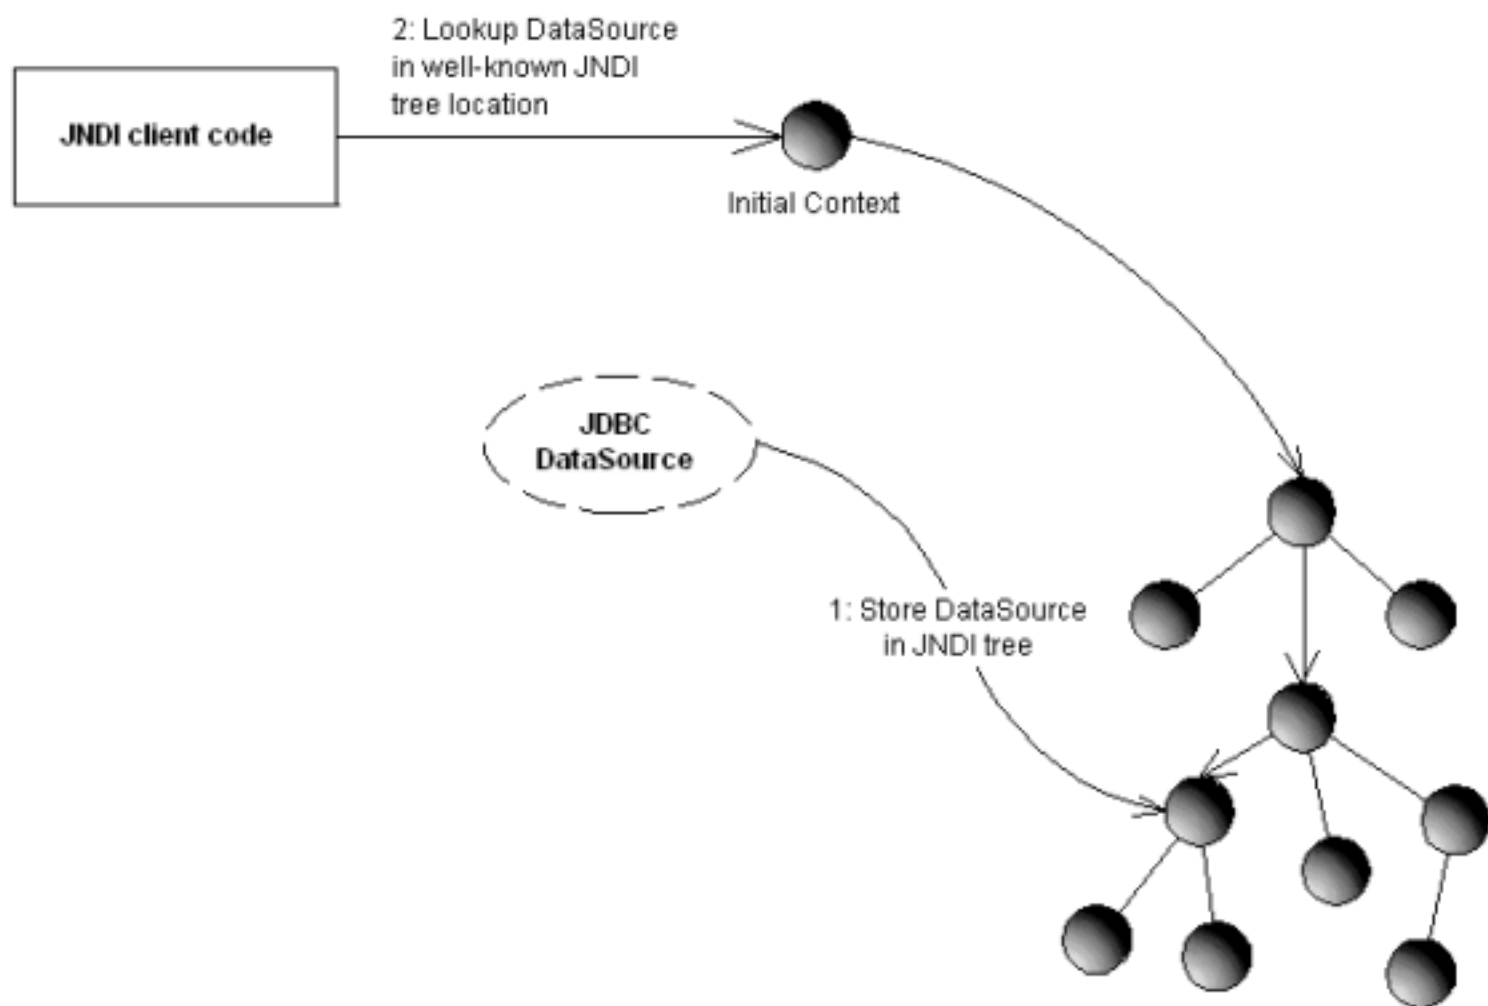 2: Lookup DataSource
in well-known JNDI
tree location
JNDI client code
Initial Context
JDBC
DataSource
1: Store DataSource
in JNDI tree